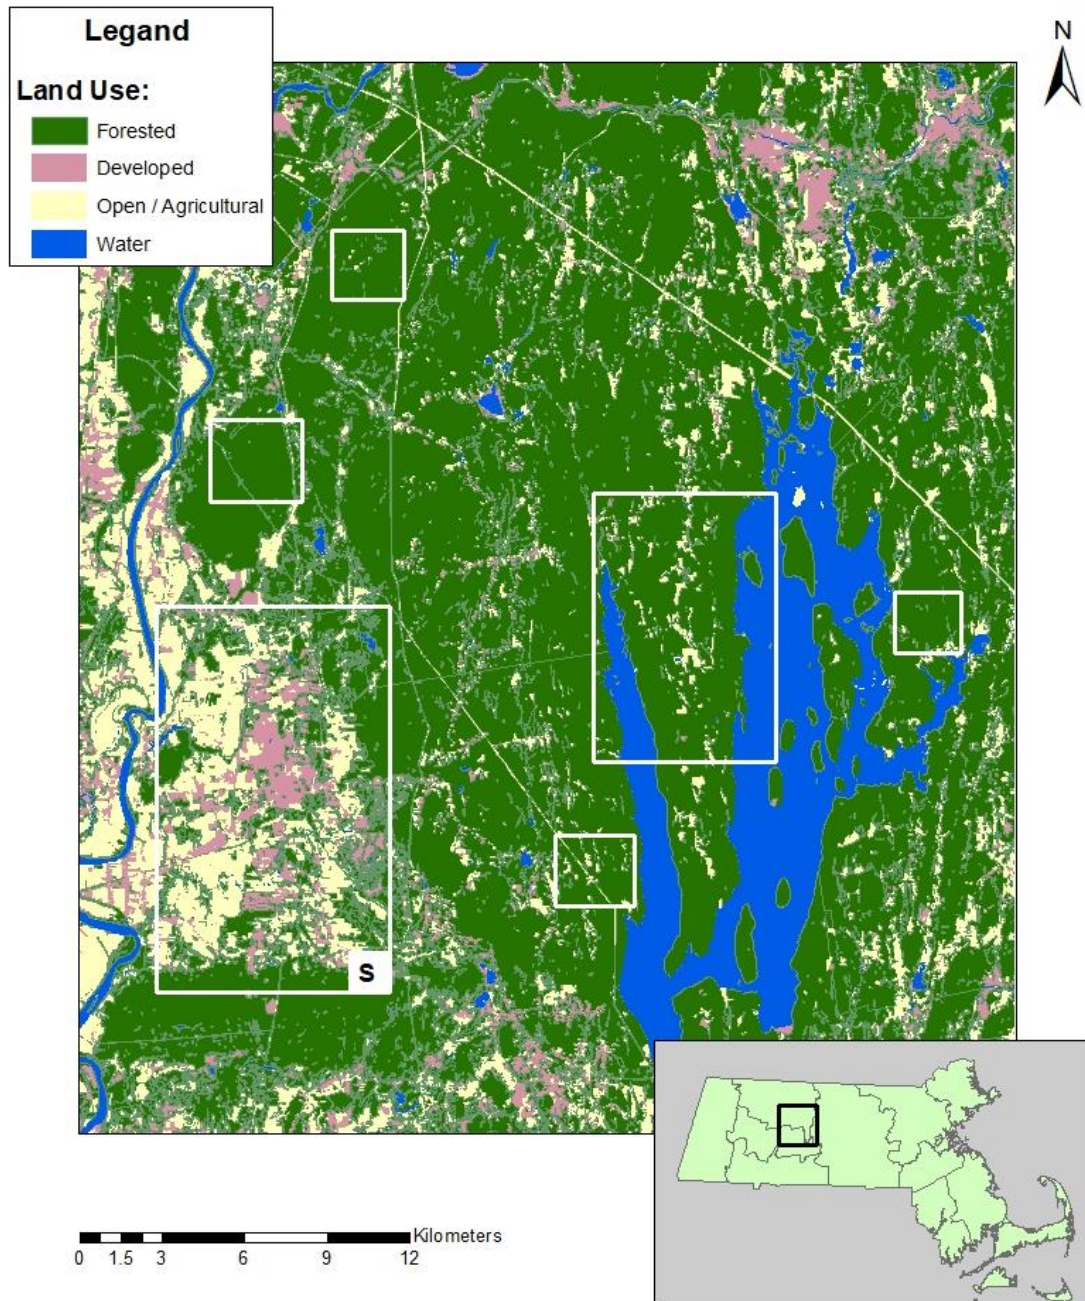 Legand
N
Land Use:
Forested
Developed
Open / Agricultural
Water
S
Kilometers
0 1.5 3 6 9 12